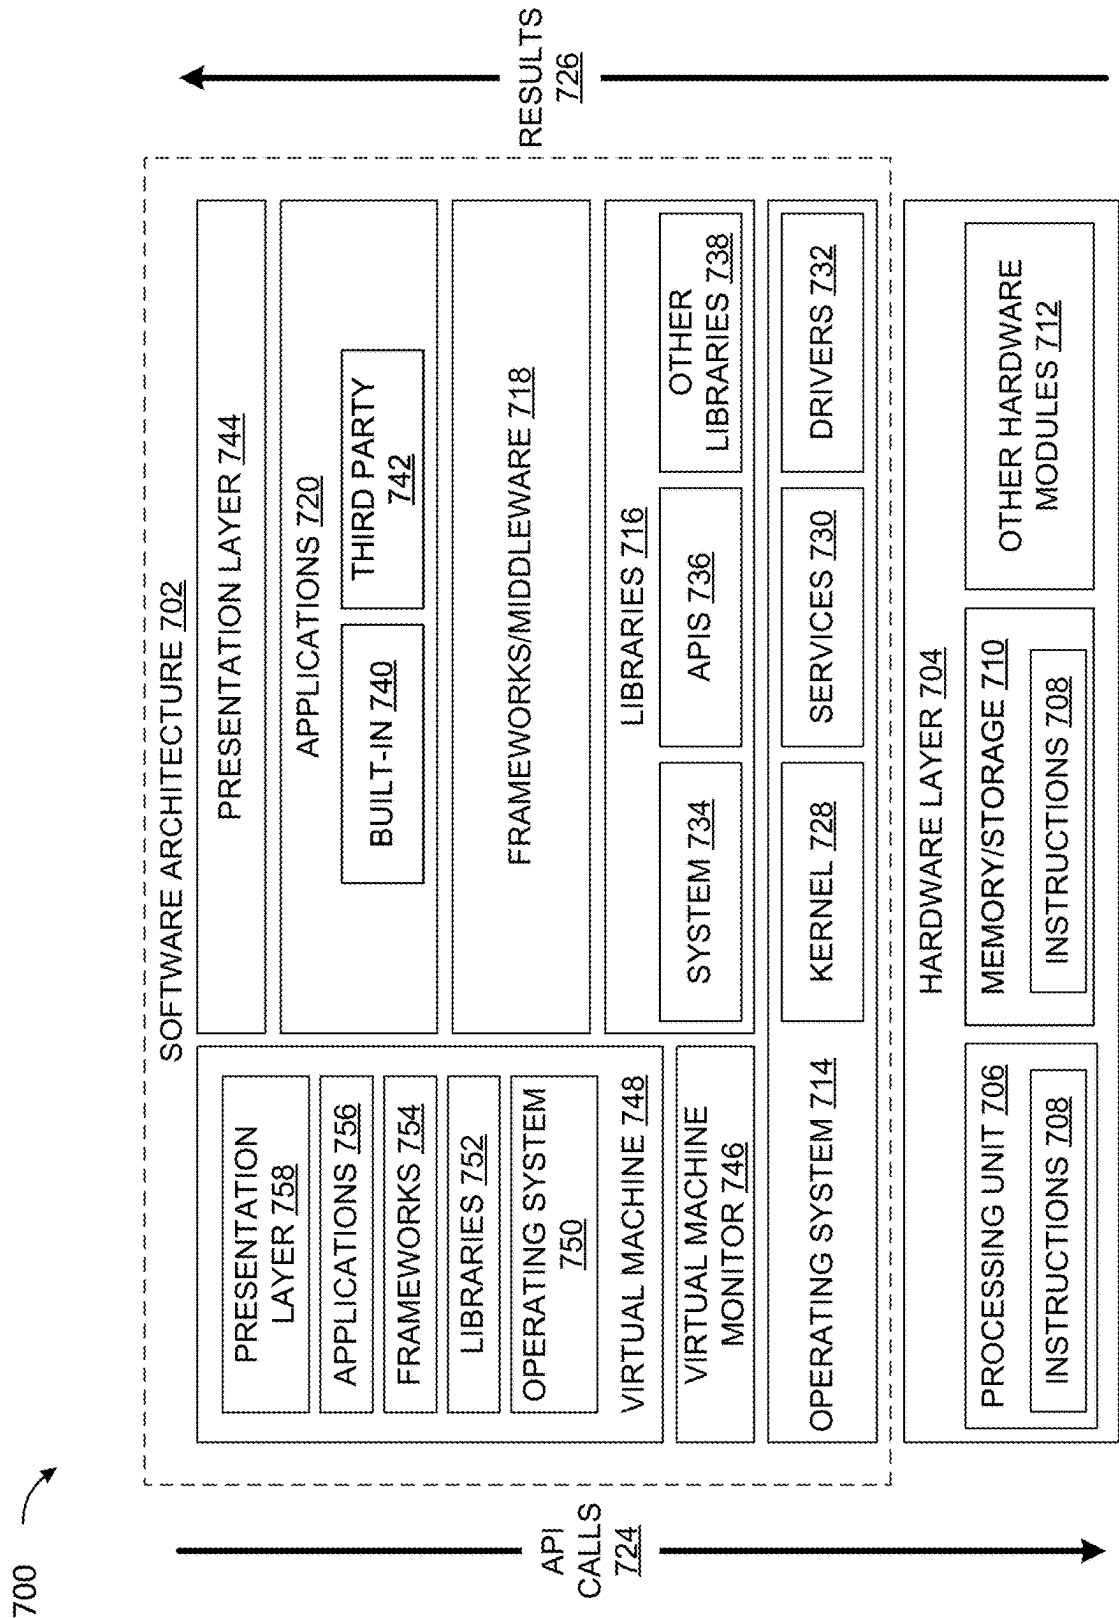 700
SOFTWARE ARCHITECTURE 702
PRESENTATION
LAYER 758
APPLICATIONS 756
FRAMEWORKS 754
LIBRARIES 752
OPERATING SYSTEM
750
VIRTUAL MACHINE 748
VIRTUAL MACHINE
MONITOR 746
PRESENTATION LAYER 744
APPLICATIONS 720
BUILT-IN 740
THIRD PARTY
742
FRAMEWORKS/MIDDLEWARE 718
LIBRARIES 716
SYSTEM 734
APIS 736
OTHER
LIBRARIES 738
OPERATING SYSTEM 714
KERNEL 728
SERVICES 730
DRIVERS 732
HARDWARE LAYER 704
PROCESSING UNIT 706
INSTRUCTIONS 708
MEMORY/STORAGE 710
INSTRUCTIONS 708
OTHER HARDWARE
MODULES 712
API
CALLS
724
RESULTS
726